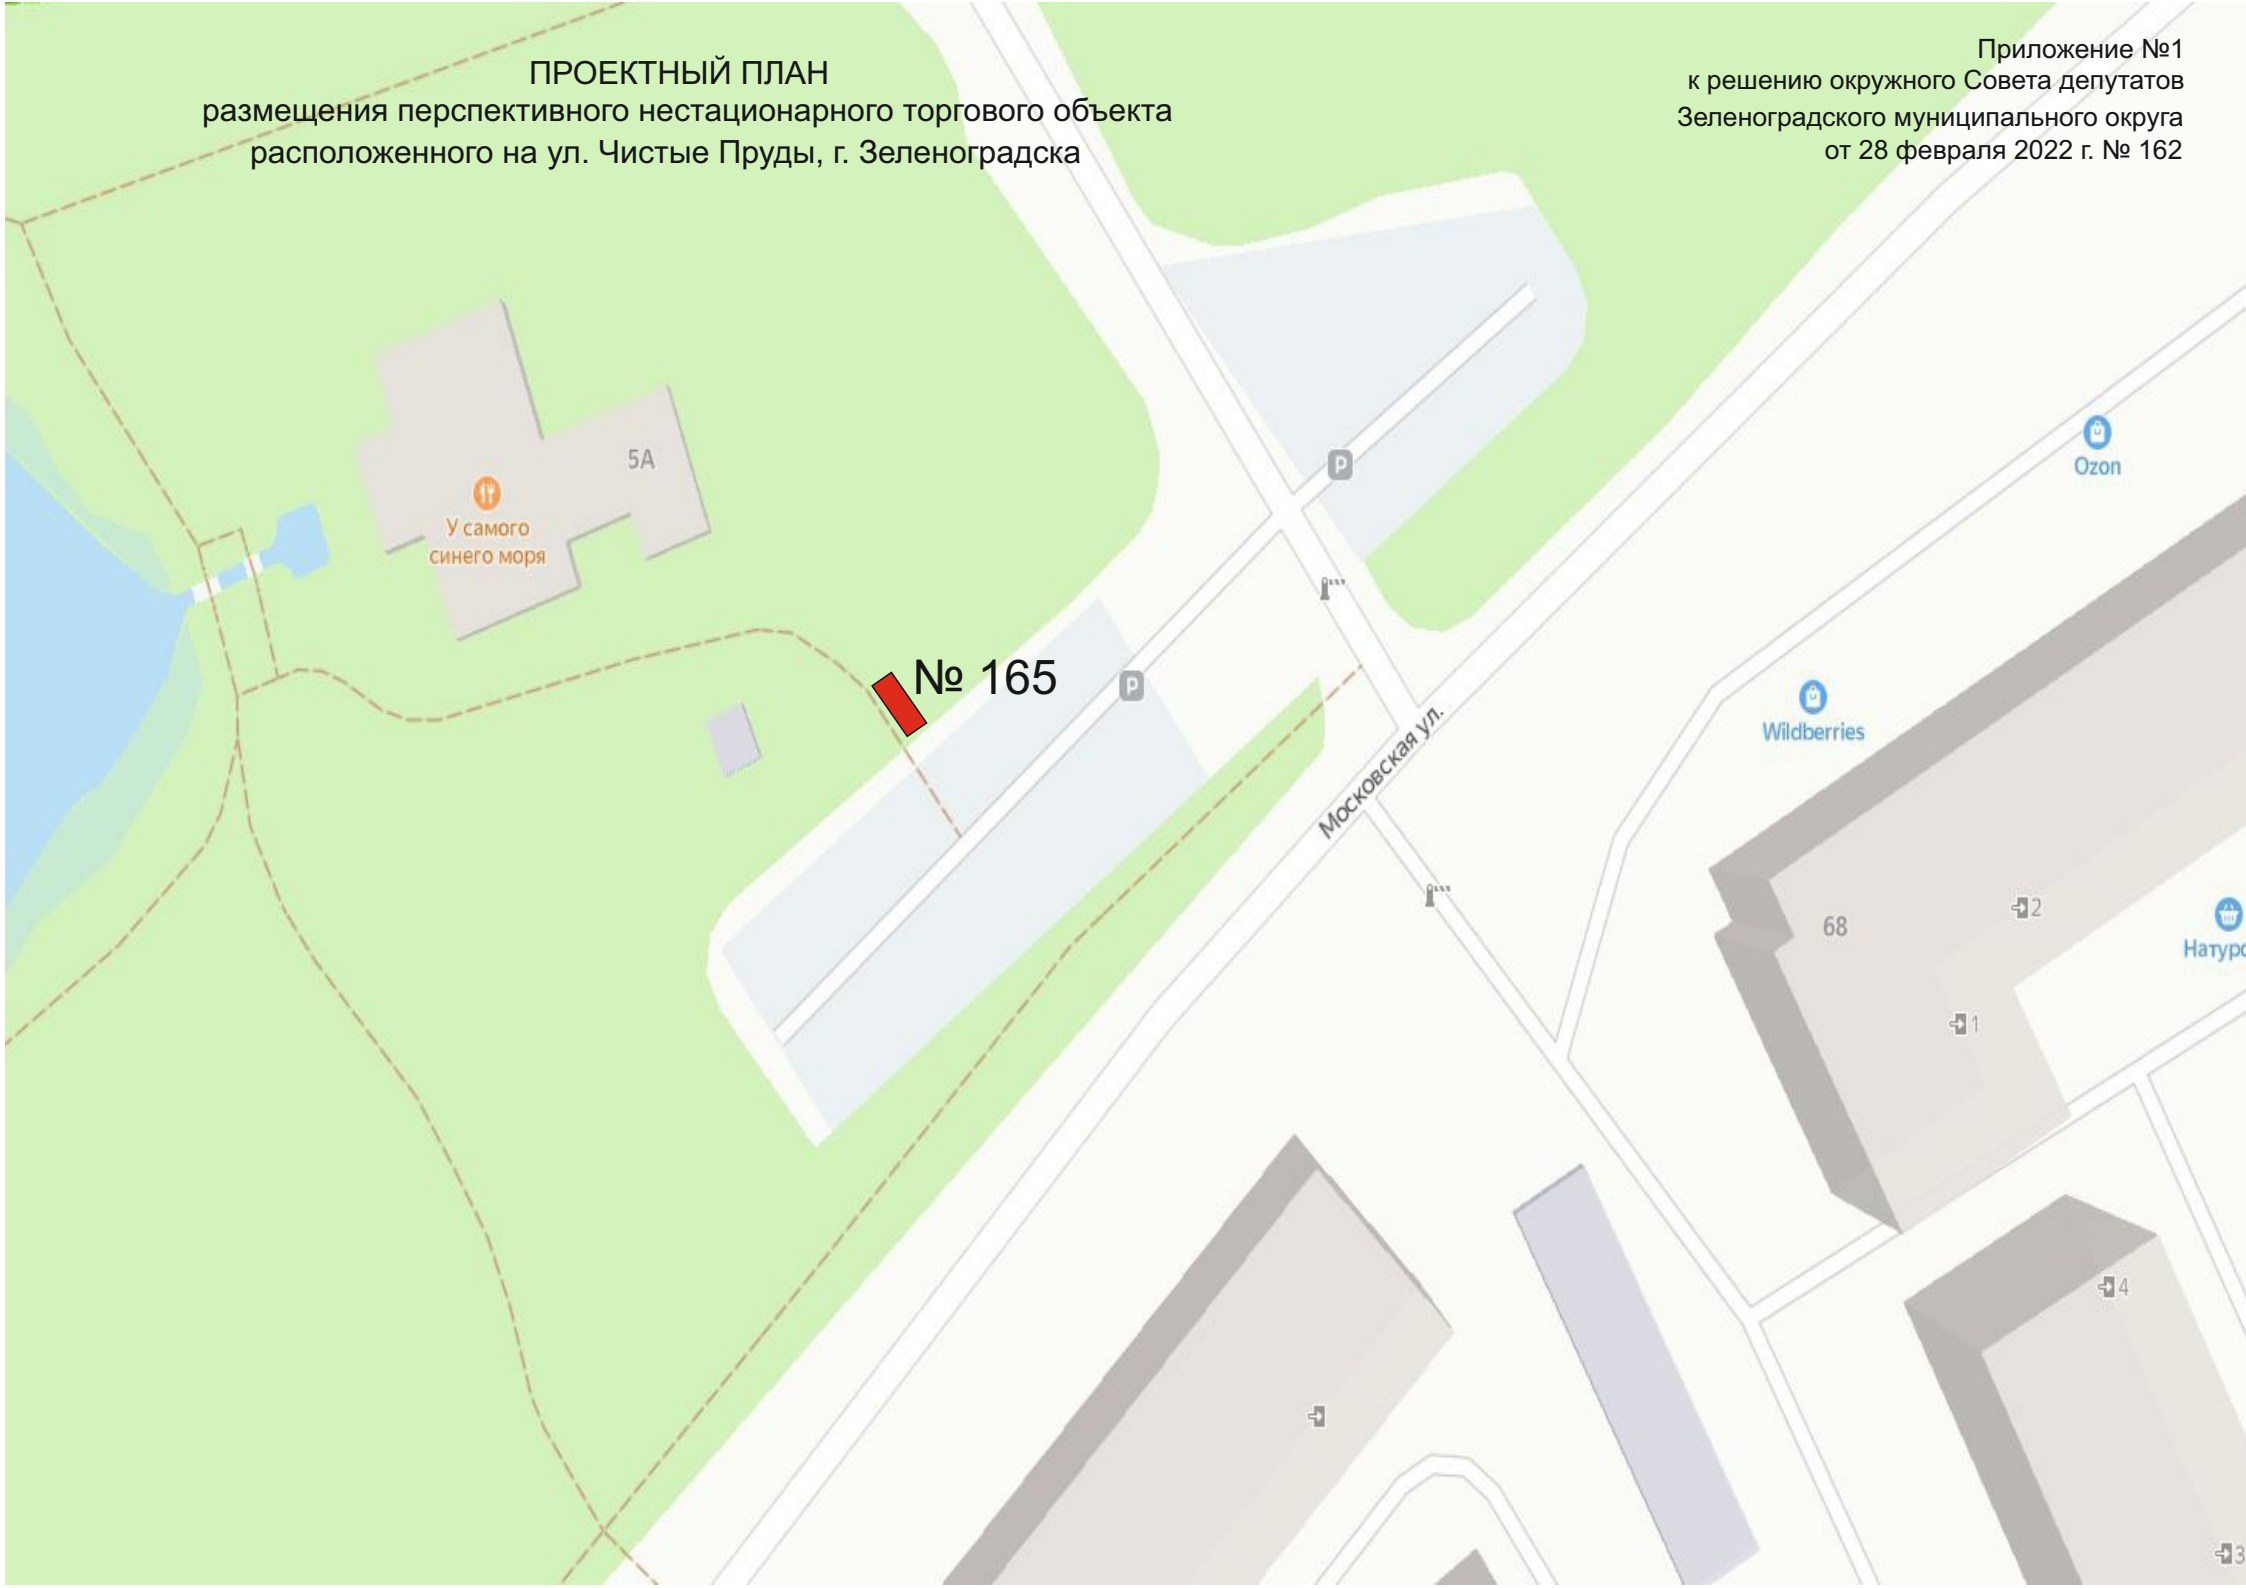 ПРОЕКТНЫЙ ПЛАН
размещения перспективного нестационарного торгового объекта
расположенного на ул. Чистые Пруды, г. Зеленоградска
Приложение №1
к решению окружного Совета депутатов
Зеленоградского муниципального округа
от 28 февраля 2022 г. № 162
5А
У самого
синего моря
P
Ozon
№ 165
P
Wildberries
Московская ул.
68
2
Натуро
1
4
3